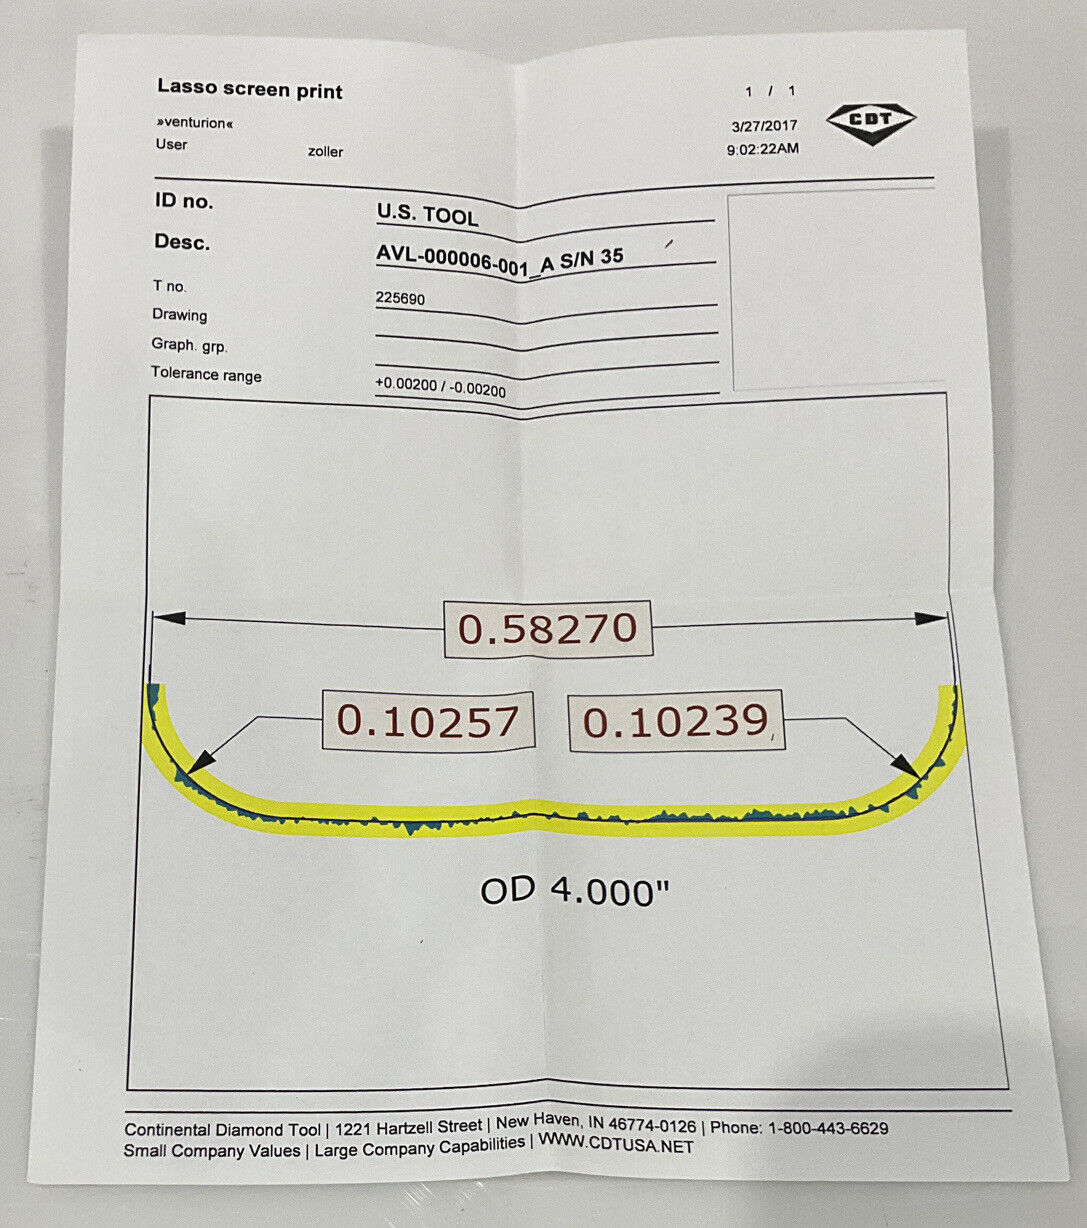 Lasso screen print
1 / 1
»venturion«
3/27/2017
CDT
User zoller
9:02:22AM
ID no. U.S. TOOL
Desc. AVL-000006-001_A S/N 35
T no. 225690
Drawing
Graph. grp.
Tolerance range +0.00200 / -0.00200
0.58270
0.10257 0.10239
OD 4.000"
Continental Diamond Tool | 1221 Hartzell Street | New Haven, IN 46774-0126 | Phone: 1-800-443-6629
Small Company Values | Large Company Capabilities | WWW.CDTUSA.NET